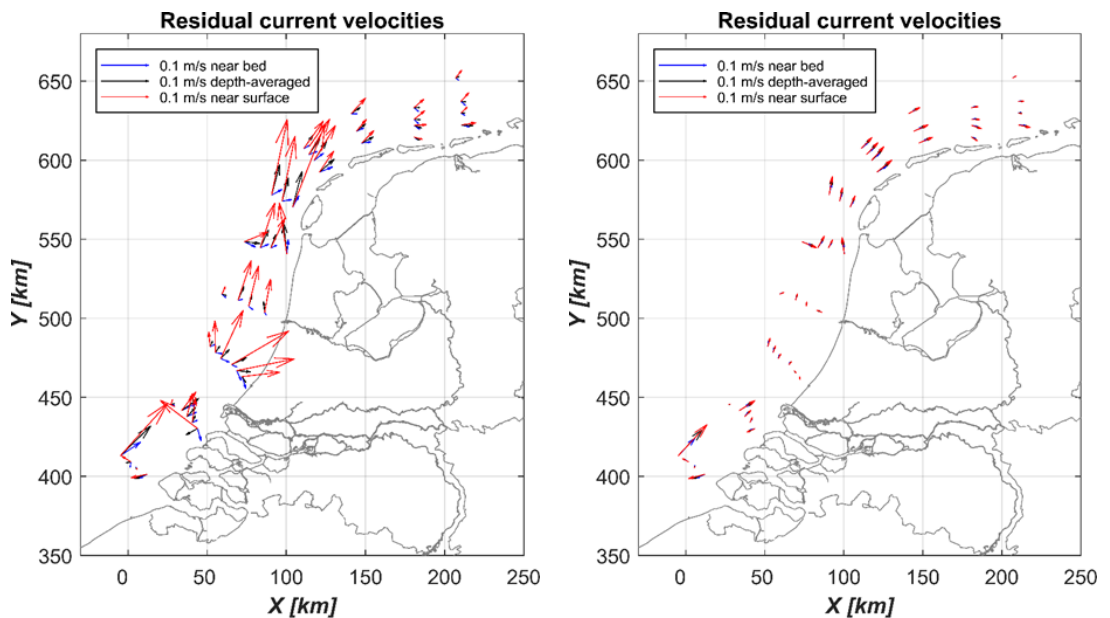 Residual current velocities
0.1 m/s near bed
0.1 m/s depth-averaged
0.1 m/s near surface
650
600
550
500
450
400
350
0 50 100 150 200 250
Y [km]
X [km]
Residual current velocities
0.1 m/s near bed
0.1 m/s depth-averaged
0.1 m/s near surface
650
600
550
500
450
400
350
0 50 100 150 200 250
Y [km]
X [km]